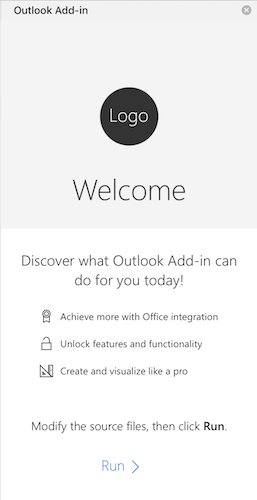 Outlook Add-in
Logo
Welcome
Discover what Outlook Add-in can
do for you today!
Achieve more with Office integration
Unlock features and functionality
Create and visualize like a pro
Modify the source files, then click Run.
Run